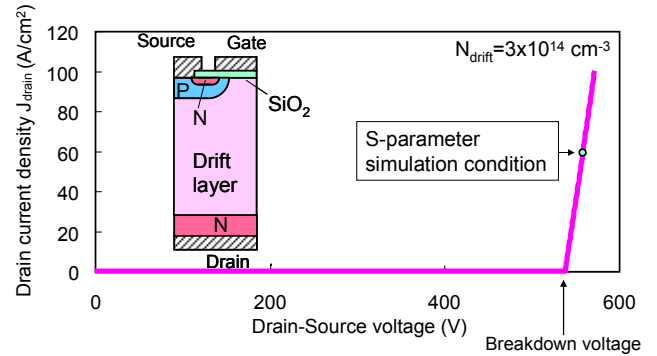 Drain current density J_drain (A/cm²)
120
100
80
60
40
20
0
0
200
400
600
Drain-Source voltage (V)
Breakdown voltage
Source
Gate
P
N
SiO₂
Drift
layer
N
Drain
N_drift=3x10¹⁴ cm⁻³
S-parameter
simulation condition